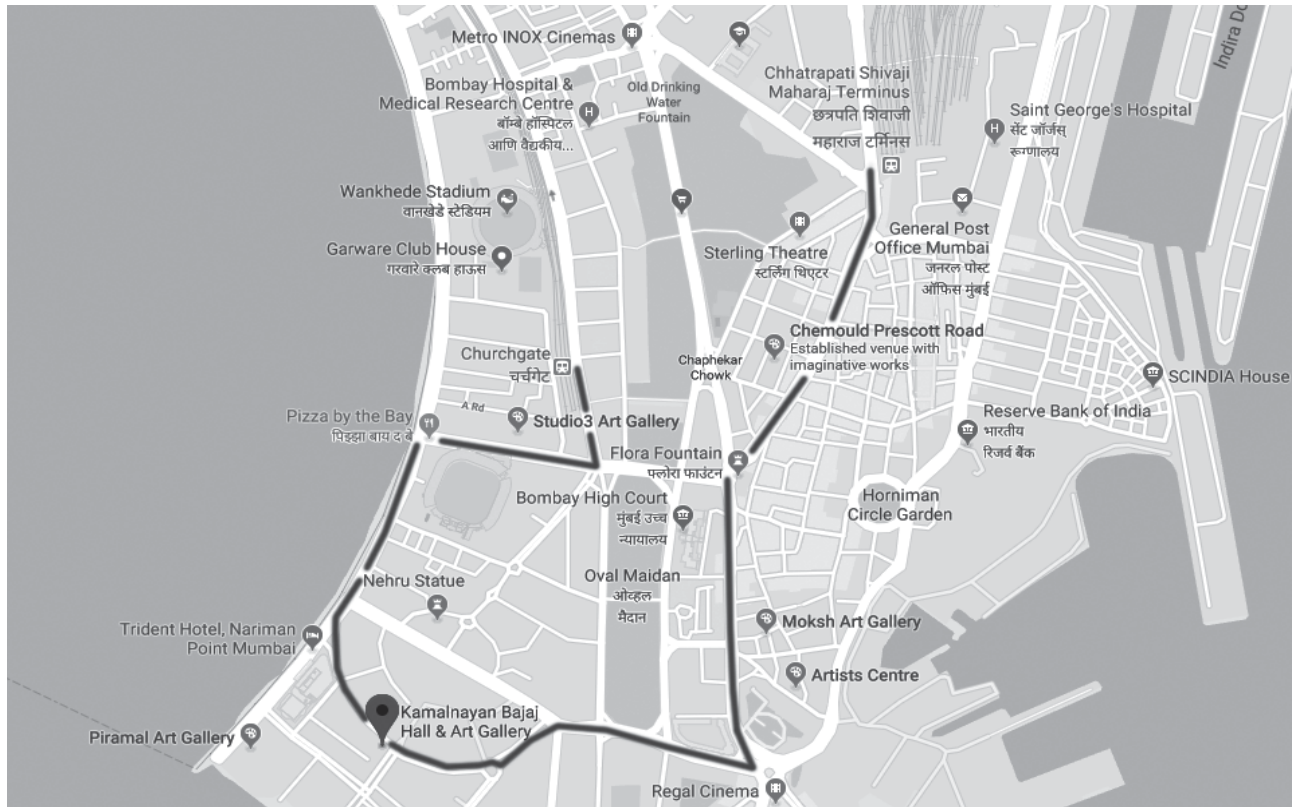 Metro INOX Cinemas
Bombay Hospital &
Medical Research Centre
बॉम्बे हॉस्पिटल
आणि वैद्यकीय...
Old Drinking
Water
Fountain
Chhatrapati Shivaji
Maharaj Terminus
छत्रपति शिवाजी
महाराज टर्मिनस
Saint George's Hospital
सेंट जॉर्जस्
रूग्णालय
Indira Do
Wankhede Stadium
वानखेडे स्टेडियम
Garware Club House
गरवारे क्लब हाऊस
Sterling Theatre
स्टर्लिंग थिएटर
General Post
Office Mumbai
जनरल पोस्ट
ऑफिस मुंबई
Chemould Prescott Road
Established venue with
imaginative works
Churchgate
चर्चगेट
Chaphekar
Chowk
SCINDIA House
A Rd
Pizza by the Bay
पिझ्झा बाय द बे
Studio3 Art Gallery
Reserve Bank of India
भारतीय
रिजर्व बैंक
Flora Fountain
फ्लोरा फाउंटन
Bombay High Court
मुंबई उच्च
न्यायालय
Horniman
Circle Garden
Nehru Statue
Oval Maidan
ओव्हल
मैदान
Trident Hotel, Nariman
Point Mumbai
Moksh Art Gallery
Artists Centre
Kamalnayan Bajaj
Hall & Art Gallery
Piramal Art Gallery
Regal Cinema